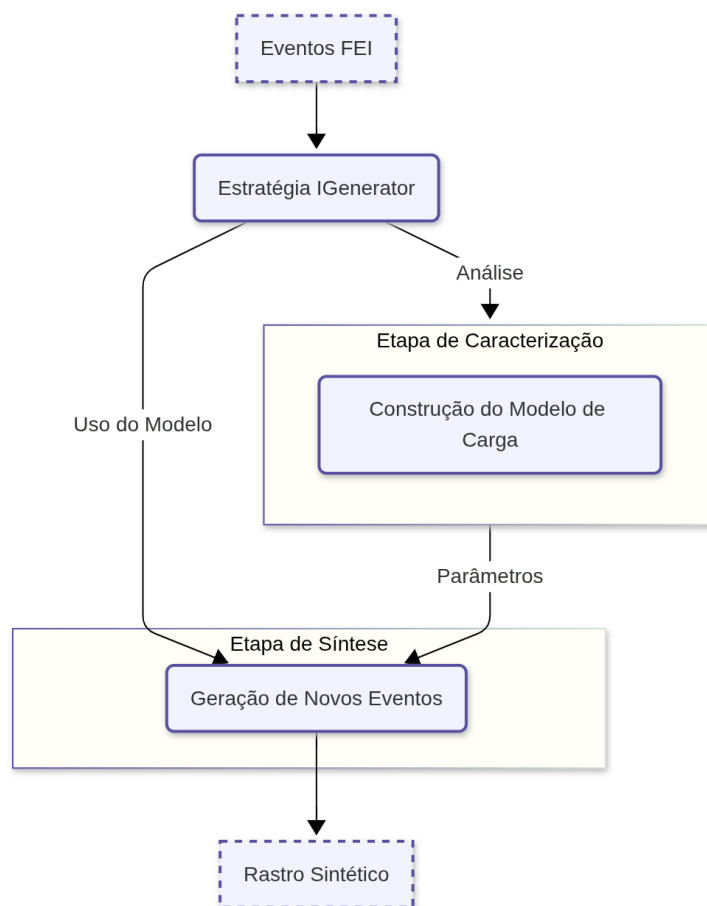 Eventos FEI
Estratégia IGenerator
Análise
Etapa de Caracterização
Construção do Modelo de
Carga
Uso do Modelo
Parâmetros
Etapa de Síntese
Geração de Novos Eventos
Rastro Sintético